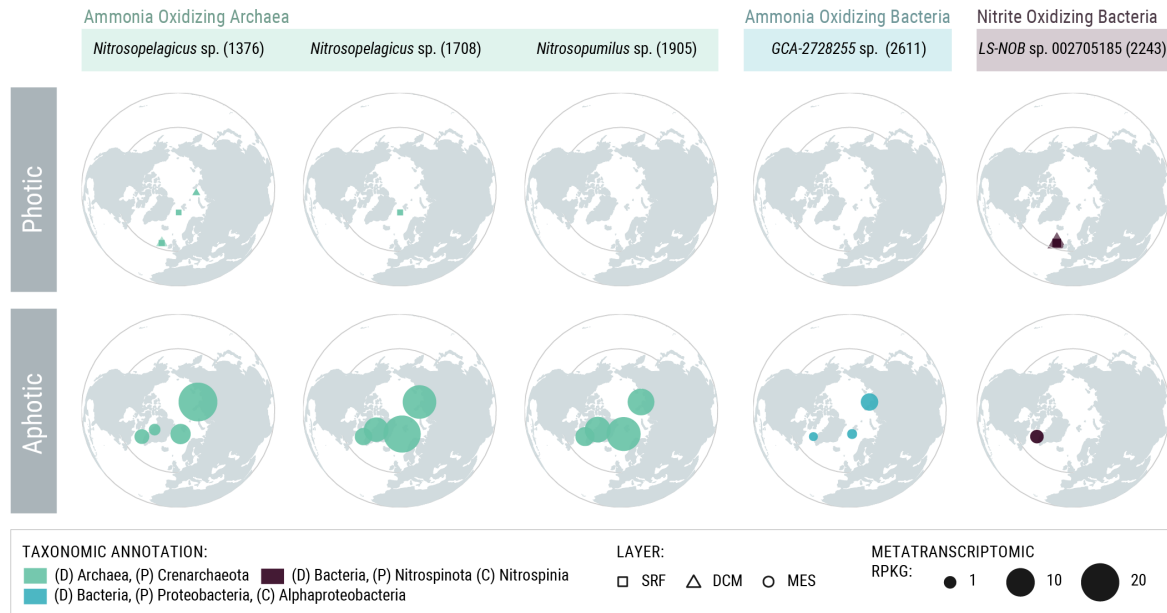 Ammonia Oxidizing Archaea
Ammonia Oxidizing Bacteria
Nitrite Oxidizing Bacteria
Nitrosopelagicus sp. (1376)
Nitrosopelagicus sp. (1708)
Nitrosopumilus sp. (1905)
GCA-2728255 sp. (2611)
LS-NOB sp. 002705185 (2243)
Photic
Aphotic
TAXONOMIC ANNOTATION:
(D) Archaea, (P) Crenarchaeota
(D) Bacteria, (P) Nitrospinota (C) Nitrospinia
(D) Bacteria, (P) Proteobacteria, (C) Alphaproteobacteria
LAYER:
SRF
DCM
MES
METATRANSCRIPTOMIC
RPKG:
1
10
20